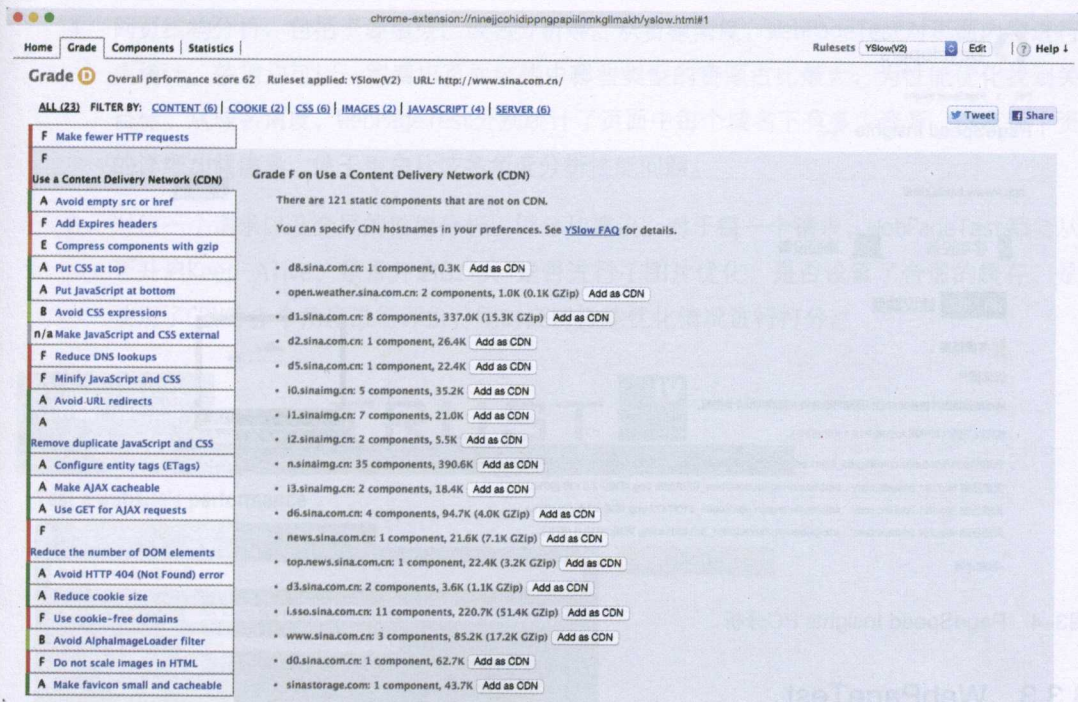 chrome-extension://ninejjcohidippngpspiilnmkglimakh/yslow.html#1
Home Grade Components Statistics
Rulesets YSlow(V2) Edit ? Help ↓
Grade D Overall performance score 62 Ruleset applied: YSlow(V2) URL: http://www.sina.com.cn/
ALL (23) FILTER BY: CONTENT (6) | COOKIE (2) | CSS (6) | IMAGES (2) | JAVASCRIPT (4) | SERVER (6)
Tweet Share
F Make fewer HTTP requests
F
Use a Content Delivery Network (CDN)
A Avoid empty src or href
F Add Expires headers
E Compress components with gzip
A Put CSS at top
A Put JavaScript at bottom
B Avoid CSS expressions
n/a Make JavaScript and CSS external
F Reduce DNS lookups
F Minify JavaScript and CSS
A Avoid URL redirects
A
Remove duplicate JavaScript and CSS
A Configure entity tags (ETags)
A Make AJAX cacheable
A Use GET for AJAX requests
F
Reduce the number of DOM elements
A Avoid HTTP 404 (Not Found) error
A Reduce cookie size
F Use cookie-free domains
B Avoid AlphaImageLoader filter
F Do not scale images in HTML
A Make favicon small and cacheable
Grade F on Use a Content Delivery Network (CDN)
There are 121 static components that are not on CDN.
You can specify CDN hostnames in your preferences. See YSlow FAQ for details.
• d8.sina.com.cn: 1 component, 0.3K Add as CDN
• open.weather.sina.com.cn: 2 components, 1.0K (0.1K GZip) Add as CDN
• d1.sina.com.cn: 8 components, 337.0K (15.3K GZip) Add as CDN
• d2.sina.com.cn: 1 component, 26.4K Add as CDN
• d5.sina.com.cn: 1 component, 22.4K Add as CDN
• i0.sinaimg.cn: 5 components, 35.2K Add as CDN
• i1.sinaimg.cn: 7 components, 21.0K Add as CDN
• i2.sinaimg.cn: 2 components, 5.5K Add as CDN
• n.sinaimg.cn: 35 components, 390.6K Add as CDN
• i3.sinaimg.cn: 2 components, 18.4K Add as CDN
• d6.sina.com.cn: 4 components, 94.7K (4.0K GZip) Add as CDN
• news.sina.com.cn: 1 component, 21.6K (7.1K GZip) Add as CDN
• top.news.sina.com.cn: 1 component, 22.4K (3.2K GZip) Add as CDN
• d3.sina.com.cn: 2 components, 3.6K (1.1K GZip) Add as CDN
• i.sso.sina.com.cn: 11 components, 220.7K (51.4K GZip) Add as CDN
• www.sina.com.cn: 3 components, 85.2K (17.2K GZip) Add as CDN
• d0.sina.com.cn: 1 component, 62.7K Add as CDN
• sinastorage.com: 1 component, 43.7K Add as CDN